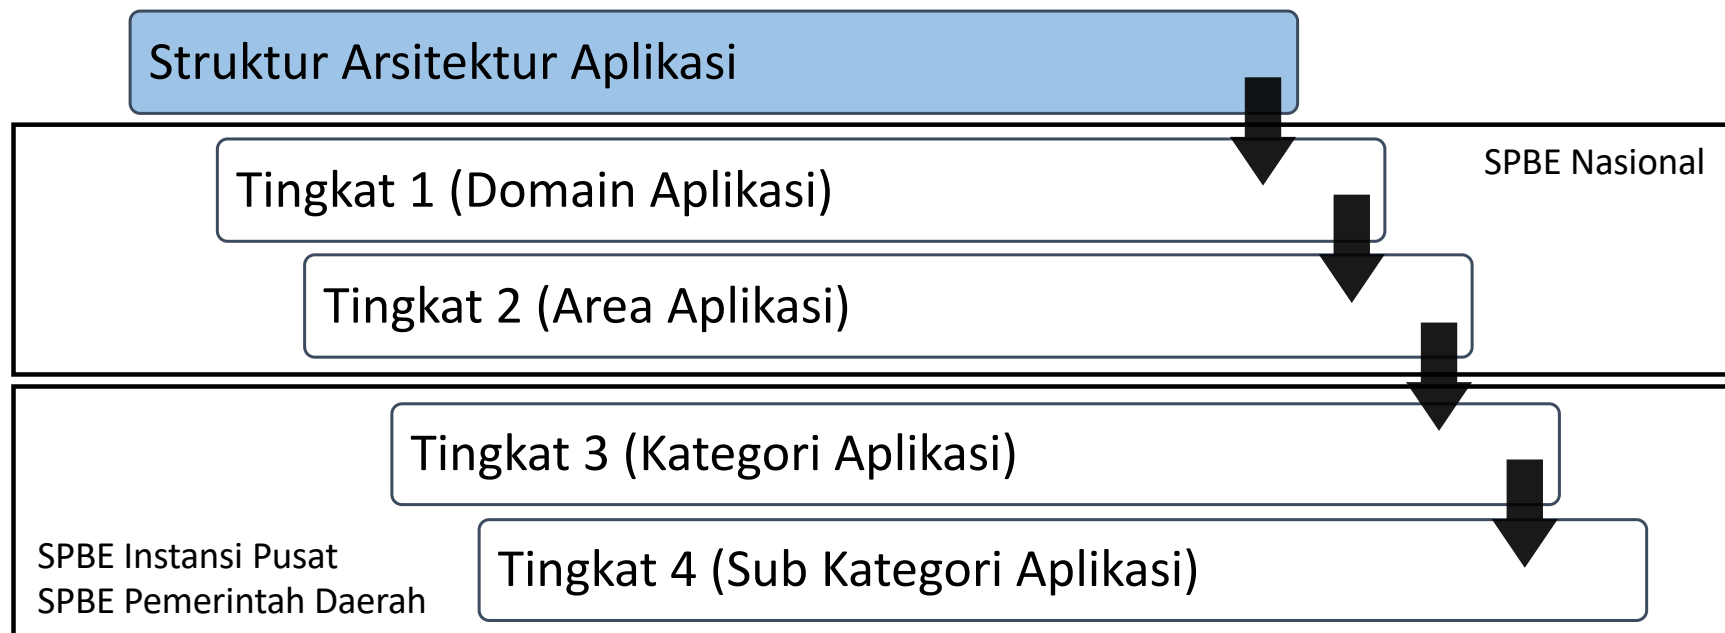 Struktur Arsitektur Aplikasi
SPBE Nasional
Tingkat 1 (Domain Aplikasi)
Tingkat 2 (Area Aplikasi)
Tingkat 3 (Kategori Aplikasi)
Tingkat 4 (Sub Kategori Aplikasi)
SPBE Instansi Pusat
SPBE Pemerintah Daerah